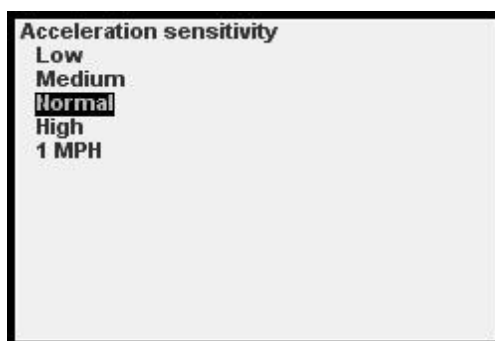 Acceleration sensitivity
Low
Medium
Normal
High
1 MPH